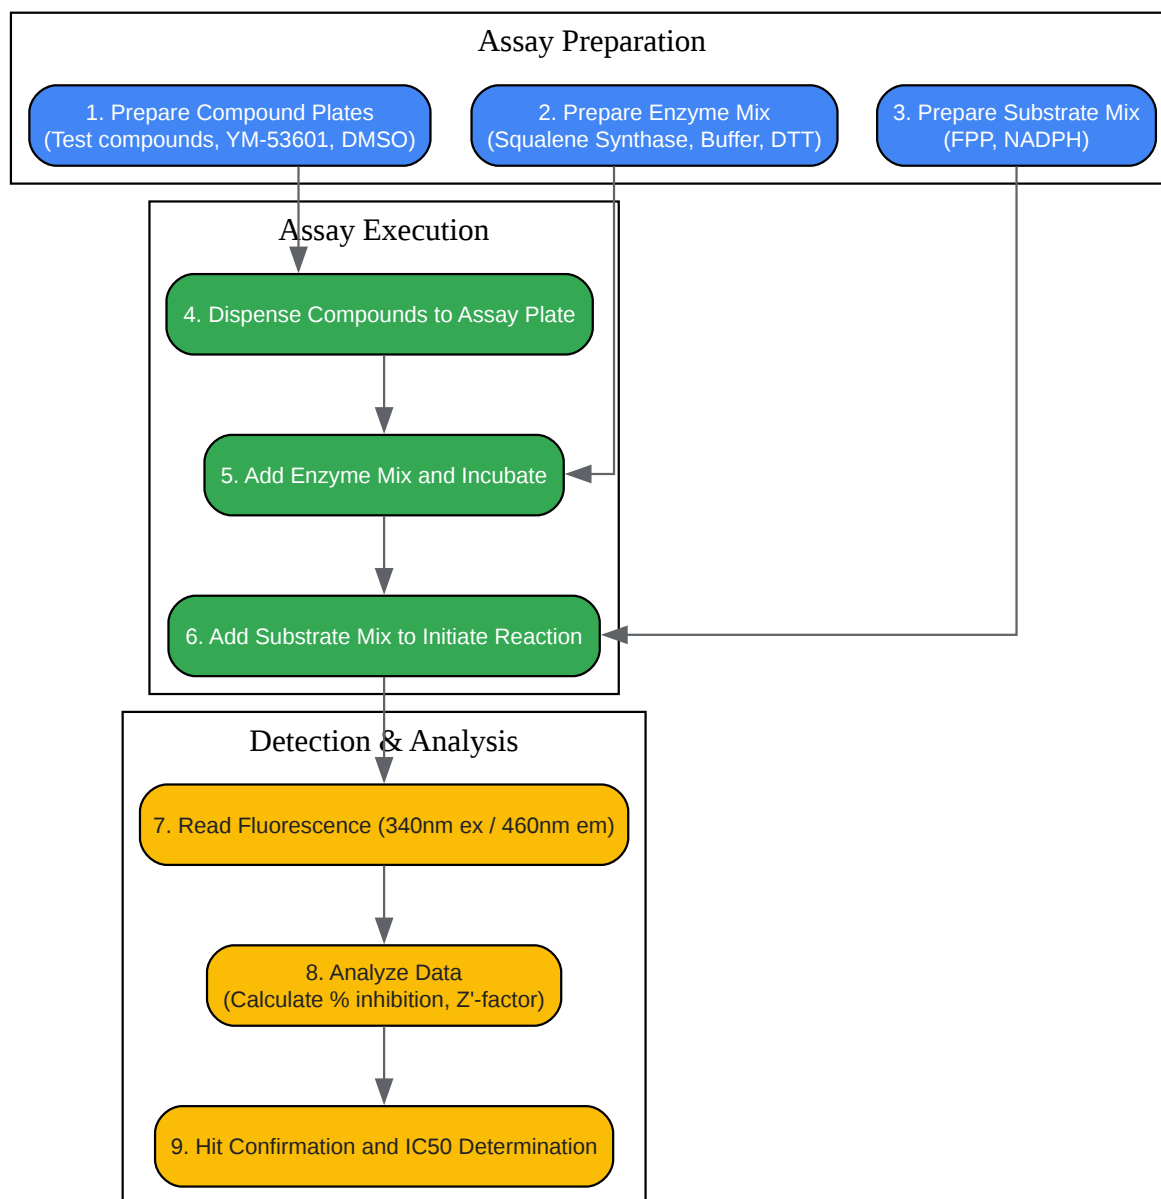 Assay Preparation
1. Prepare Compound Plates
(Test compounds, YM-53601, DMSO)
2. Prepare Enzyme Mix
(Squalene Synthase, Buffer, DTT)
3. Prepare Substrate Mix
(FPP, NADPH)
Assay Execution
4. Dispense Compounds to Assay Plate
5. Add Enzyme Mix and Incubate
6. Add Substrate Mix to Initiate Reaction
Detection & Analysis
7. Read Fluorescence (340nm ex / 460nm em)
8. Analyze Data
(Calculate % inhibition, Z'-factor)
9. Hit Confirmation and IC50 Determination